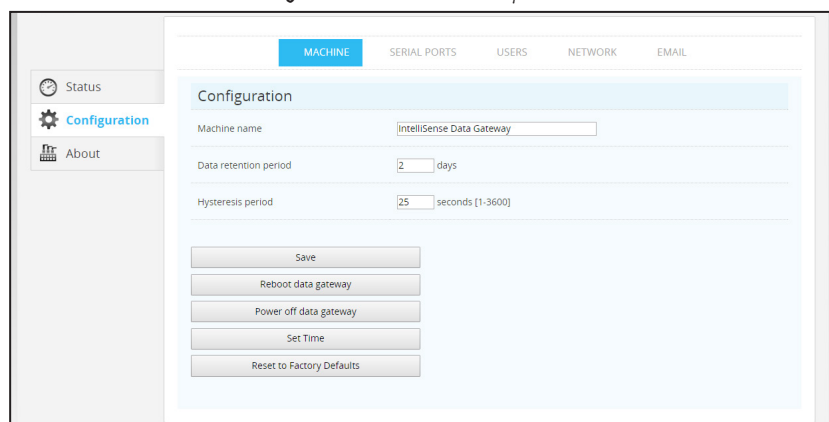 MACHINE SERIAL PORTS USERS NETWORK EMAIL
Status
Configuration
About
Configuration
Machine name IntelliSense Data Gateway
Data retention period 2 days
Hysteresis period 25 seconds [1-3600]
Save
Reboot data gateway
Power off data gateway
Set Time
Reset to Factory Defaults